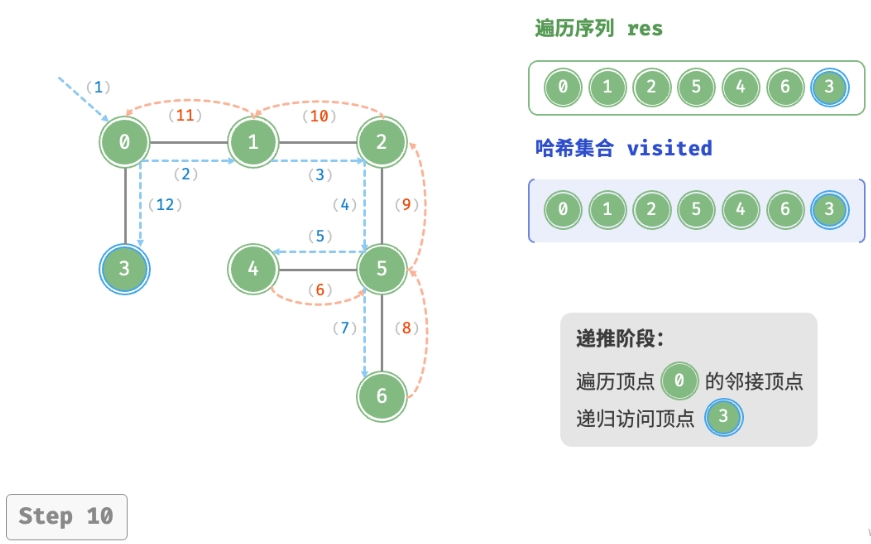 遍历序列 res
0 1 2 5 4 6 3
哈希集合 visited
0 1 2 5 4 6 3
(1)
(11) (10)
0 1 2
(2) (3)
(12) (4) (9)
(5)
3 4 5
(6)
(7) (8)
6
递推阶段：
遍历顶点 0 的邻接顶点
递归访问顶点 3
Step 10